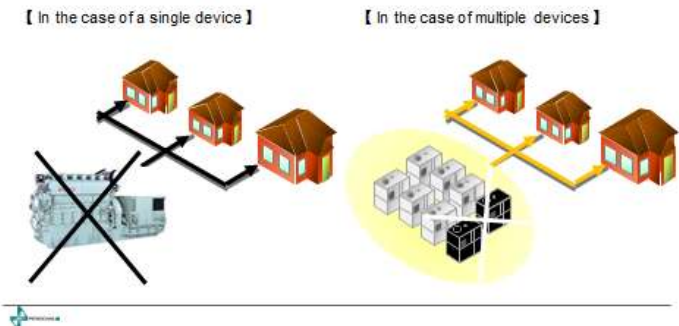 【 In the case of a single device 】
【 In the case of multiple devices 】